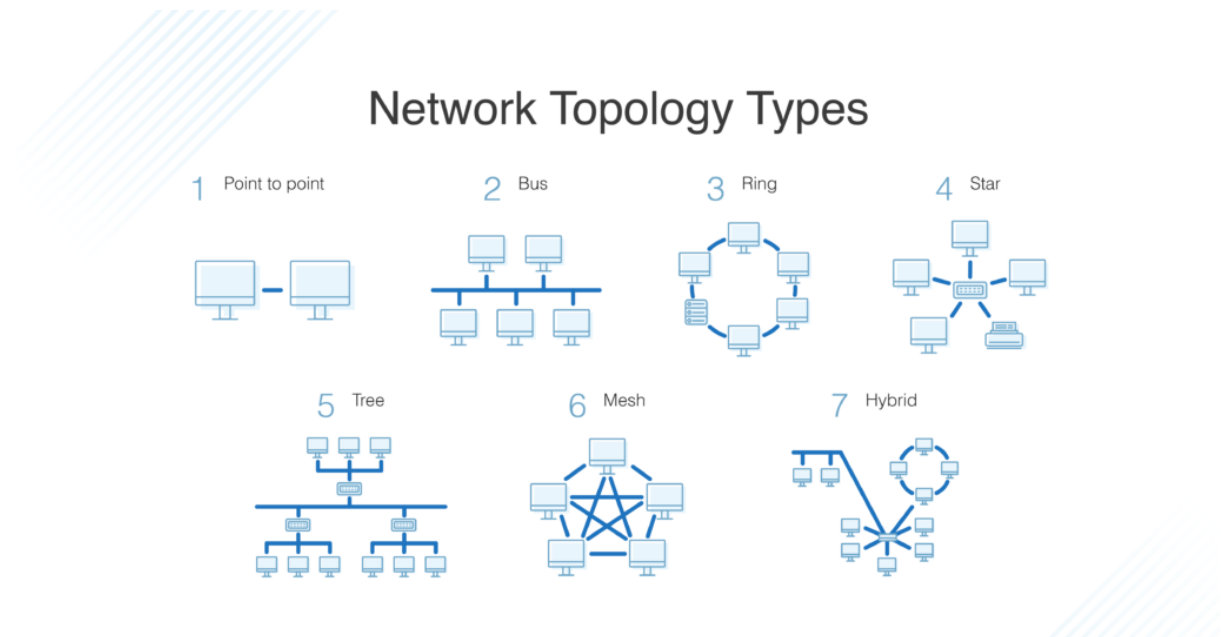 Network Topology Types
1 Point to point
2 Bus
3 Ring
4 Star
5 Tree
6 Mesh
7 Hybrid